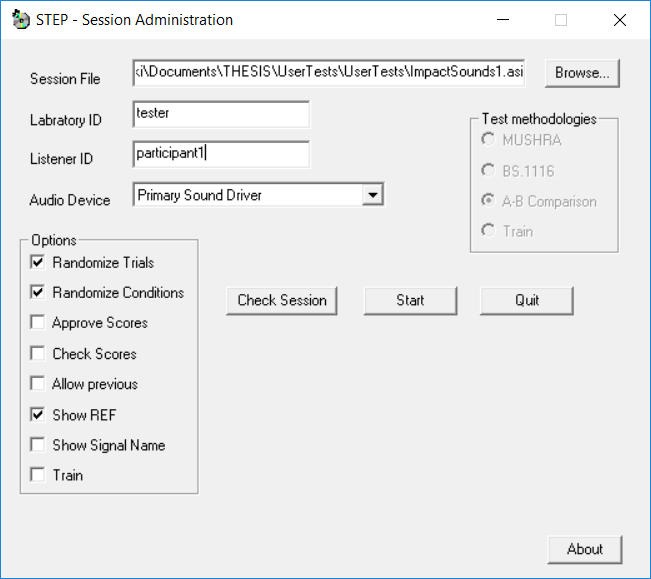 STEP - Session Administration
Session File
ki\Documents\THESIS\UserTests\UserTests\ImpactSounds1.asi
Browse...
Labratory ID
tester
Test methodologies
MUSHRA
Listener ID
participant1
BS.1116
Audio Device
Primary Sound Driver
A-B Comparison
Train
Options
Randomize Trials
Randomize Conditions
Check Session
Start
Quit
Approve Scores
Check Scores
Allow previous
Show REF
Show Signal Name
Train
About